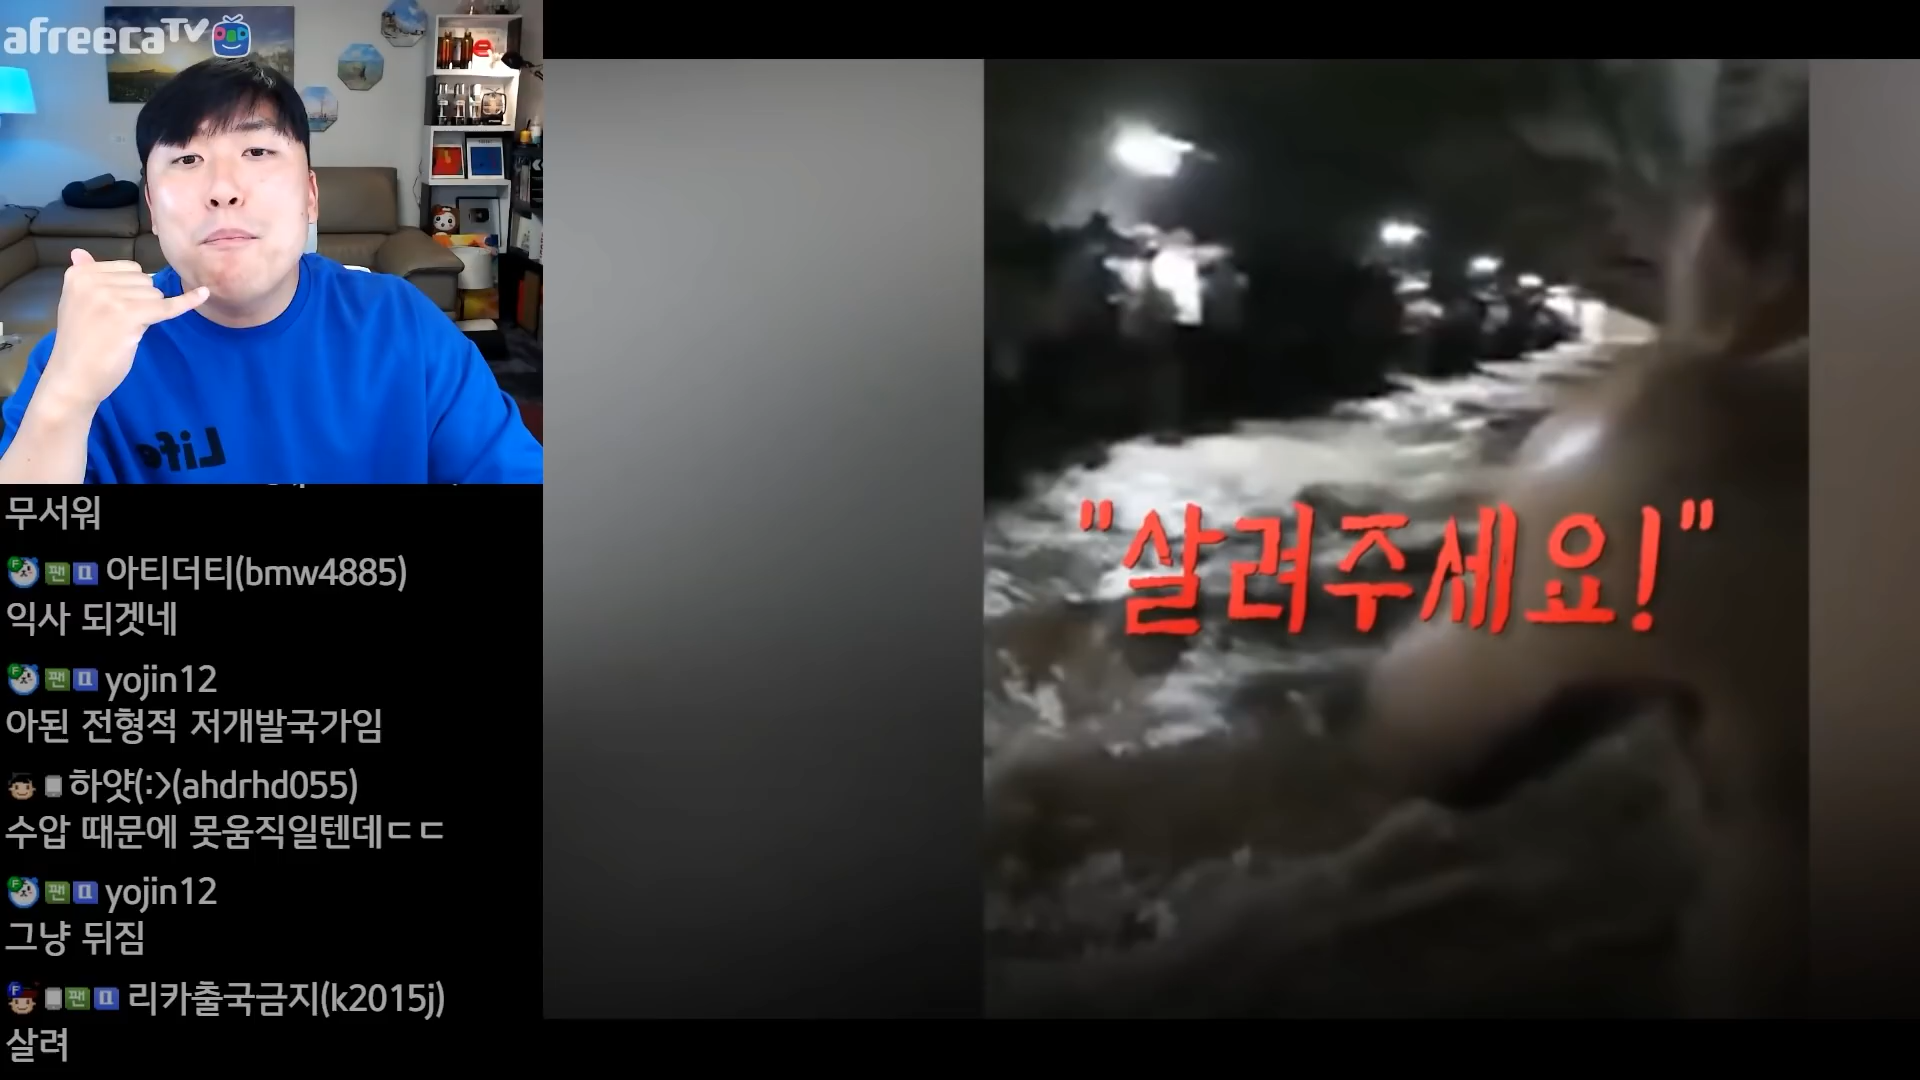 afreecaTV
Life
무서워
아티더티(bmw4885)
익사 되겟네
yojin12
아된 전형적 저개발국가임
하얏(:>(ahdrhd055)
수압 때문에 못움직일텐데ㄷㄷ
yojin12
그냥 뒤짐
리카출국금지(k2015j)
살려
"살려주세요!"